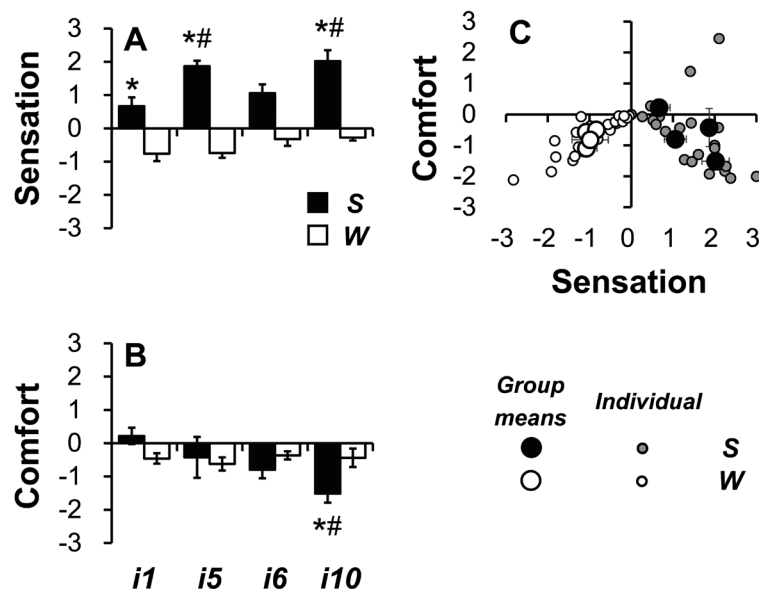 A
Sensation
3
2
1
0
-1
-2
-3
*
*#
*#
S
W
B
Comfort
3
2
1
0
-1
-2
-3
*#
i1 i5 i6 i10
C
Comfort
3
2
1
0
-1
-2
-3
-3 -2 -1 0 1 2 3
Sensation
Group
means
Individual
S
W